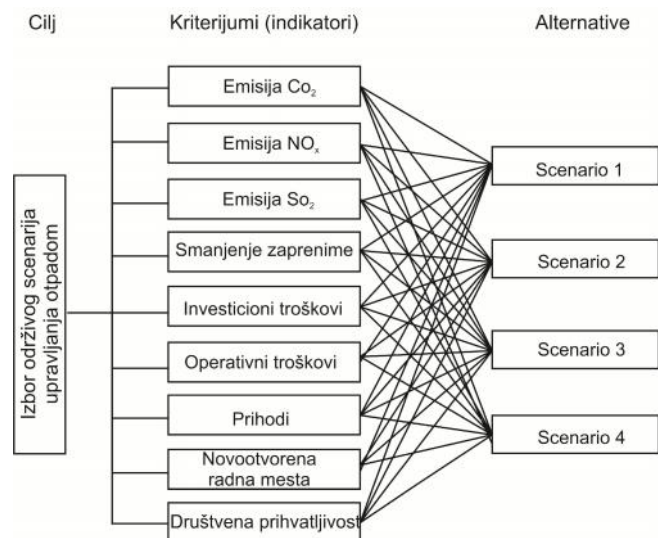 Cilj
Kriterijumi (indikatori)
Alternative
Izbor održivog scenarija
upravljanja otpadom
Emisija Co₂
Emisija NOₓ
Emisija So₂
Smanjenje zaprenime
Investicioni troškovi
Operativni troškovi
Prihodi
Novootvorena
radna mesta
Društvena prihvatljivost
Scenario 1
Scenario 2
Scenario 3
Scenario 4